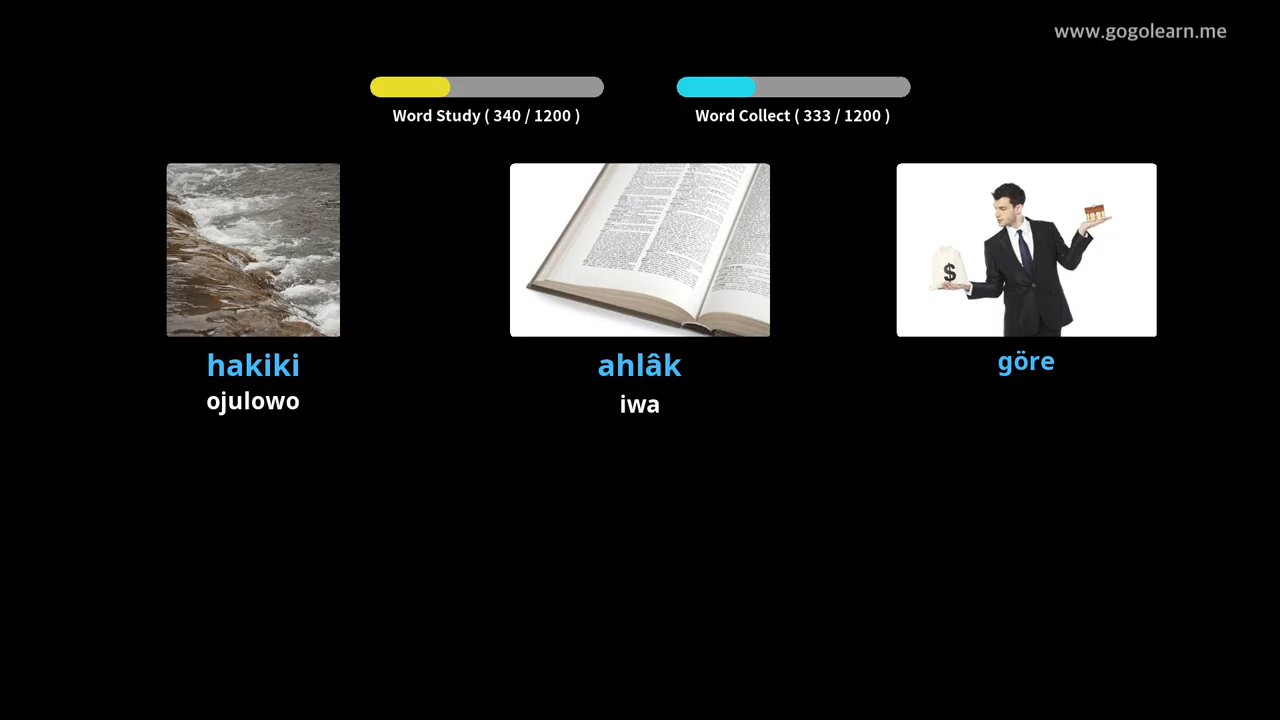 www.gogolearn.me
Word Study ( 340 / 1200 )
Word Collect ( 333 / 1200 )
$
hakiki
ojulowo
ahlâk
iwa
göre